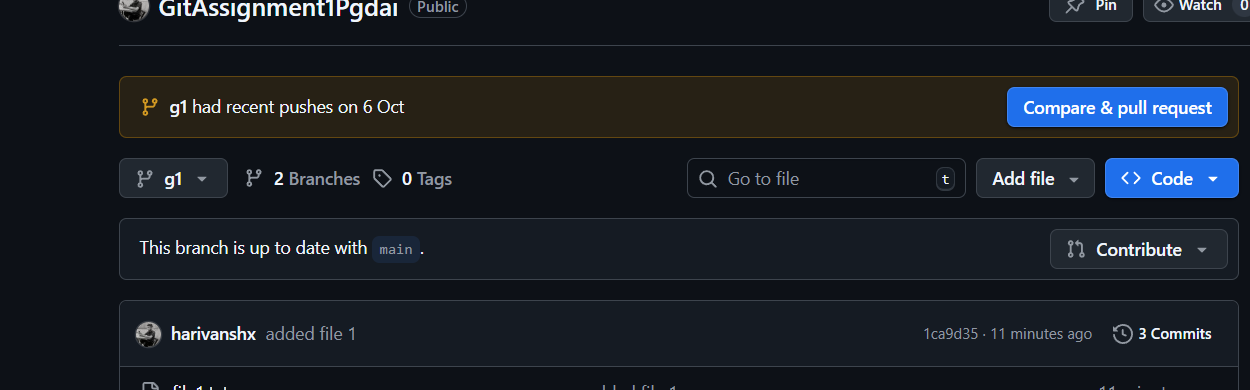 GitAssignment1Pgdai Public Pin Watch 0
g1 had recent pushes on 6 Oct Compare & pull request
g1 2 Branches 0 Tags Go to file t Add file Code
This branch is up to date with main. Contribute
harivanshx added file 1 1ca9d35 · 11 minutes ago 3 Commits